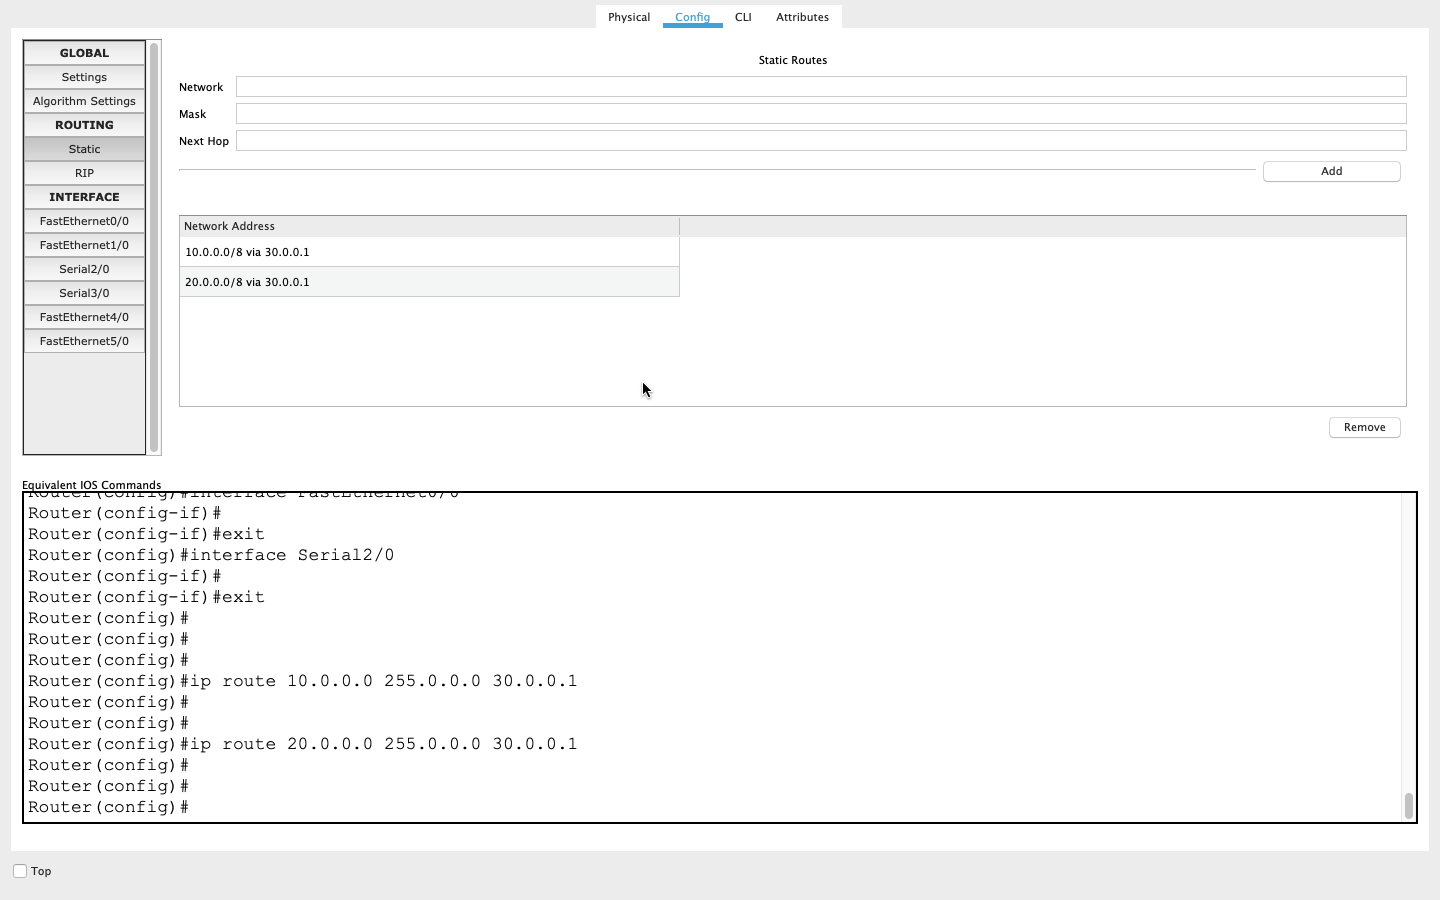 Physical Config CLI Attributes
GLOBAL
Settings
Algorithm Settings
ROUTING
Static
RIP
INTERFACE
FastEthernet0/0
FastEthernet1/0
Serial2/0
Serial3/0
FastEthernet4/0
FastEthernet5/0
Static Routes
Network
Mask
Next Hop
Add
Network Address
10.0.0.0/8 via 30.0.0.1
20.0.0.0/8 via 30.0.0.1
Remove
Equivalent IOS Commands
Router(config)#interface FastEthernet0/0
Router(config-if)#
Router(config-if)#exit
Router(config)#interface Serial2/0
Router(config-if)#
Router(config-if)#exit
Router(config)#
Router(config)#
Router(config)#
Router(config)#ip route 10.0.0.0 255.0.0.0 30.0.0.1
Router(config)#
Router(config)#
Router(config)#ip route 20.0.0.0 255.0.0.0 30.0.0.1
Router(config)#
Router(config)#
Router(config)#
Top